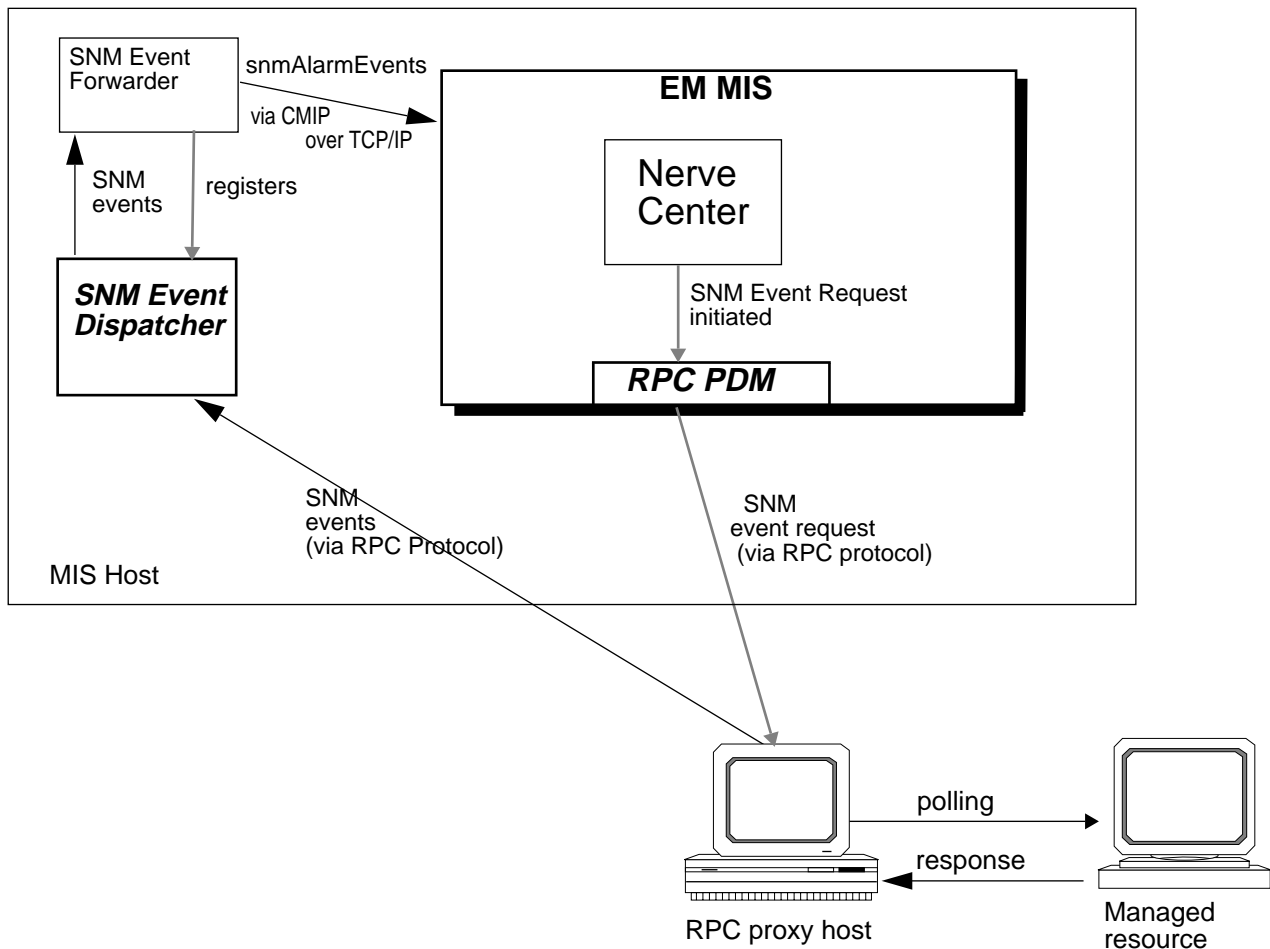 SNM Event
Forwarder
snmAlarmEvents
via CMIP
over TCP/IP
EM MIS
Nerve
Center
SNM
events
registers
SNM Event
Dispatcher
SNM Event Request
initiated
RPC PDM
SNM
events
(via RPC Protocol)
SNM
event request
(via RPC protocol)
MIS Host
polling
response
RPC proxy host
Managed
resource